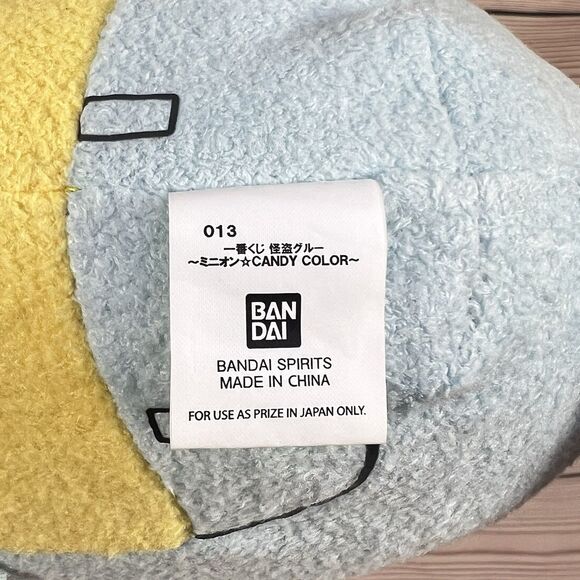 013
一番くじ 怪盗グルー
～ミニオン☆CANDY COLOR～
BAN
DAI
BANDAI SPIRITS
MADE IN CHINA
FOR USE AS PRIZE IN JAPAN ONLY.